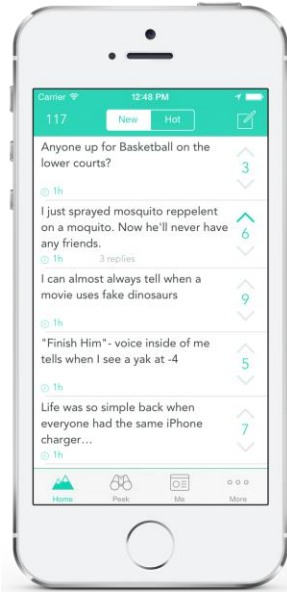 Carrier 12:48 PM
117 New Hot
Anyone up for Basketball on the
lower courts?
3
1h
I just sprayed mosquito reppelent
on a moquito. Now he'll never have
any friends.
6
1h 3 replies
I can almost always tell when a
movie uses fake dinosaurs
9
1h
"Finish Him"- voice inside of me
tells when I see a yak at -4
5
1h
Life was so simple back when
everyone had the same iPhone
charger...
7
1h
Home Peek Me More